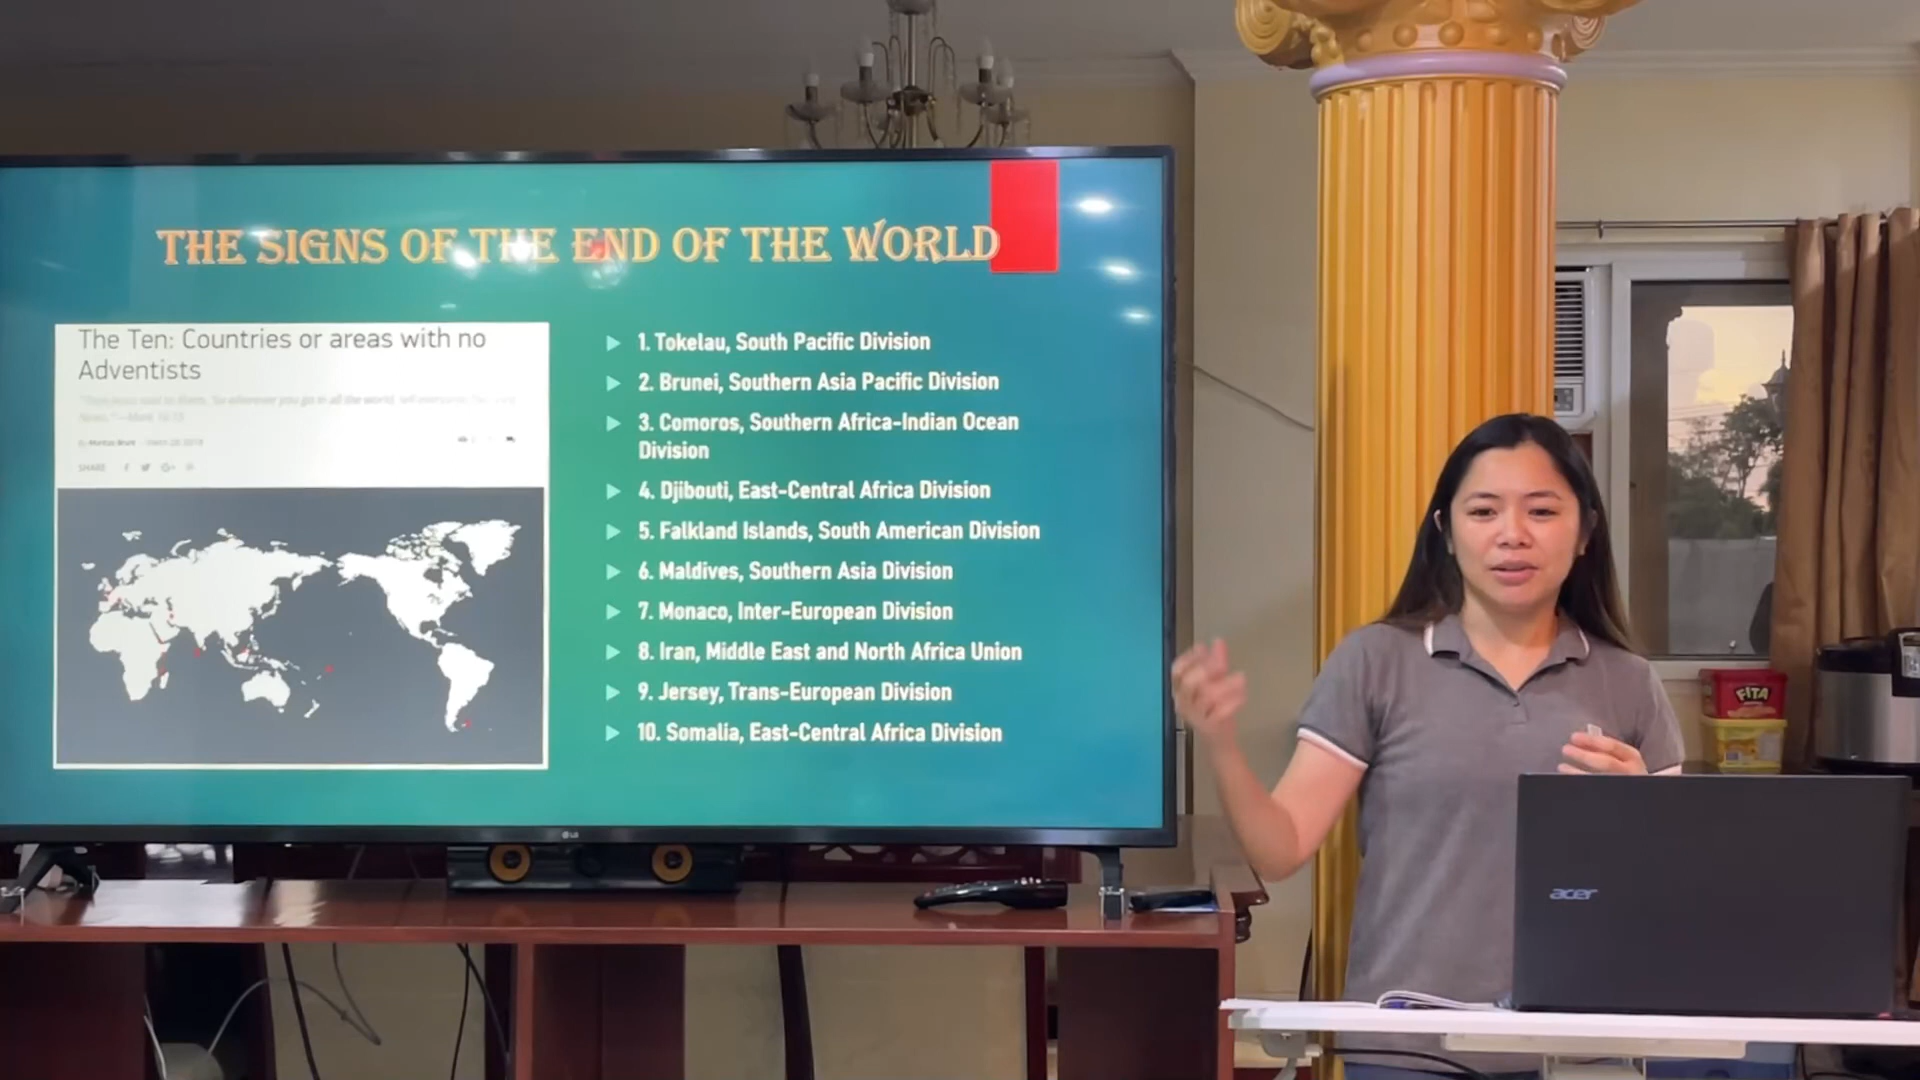 THE SIGNS OF THE END OF THE WORLD
The Ten: Countries or areas with no
Adventists
SHARE
1. Tokelau, South Pacific Division
2. Brunei, Southern Asia Pacific Division
3. Comoros, Southern Africa-Indian Ocean
Division
4. Djibouti, East-Central Africa Division
5. Falkland Islands, South American Division
6. Maldives, Southern Asia Division
7. Monaco, Inter-European Division
8. Iran, Middle East and North Africa Union
9. Jersey, Trans-European Division
10. Somalia, East-Central Africa Division
LG
FITA
acer